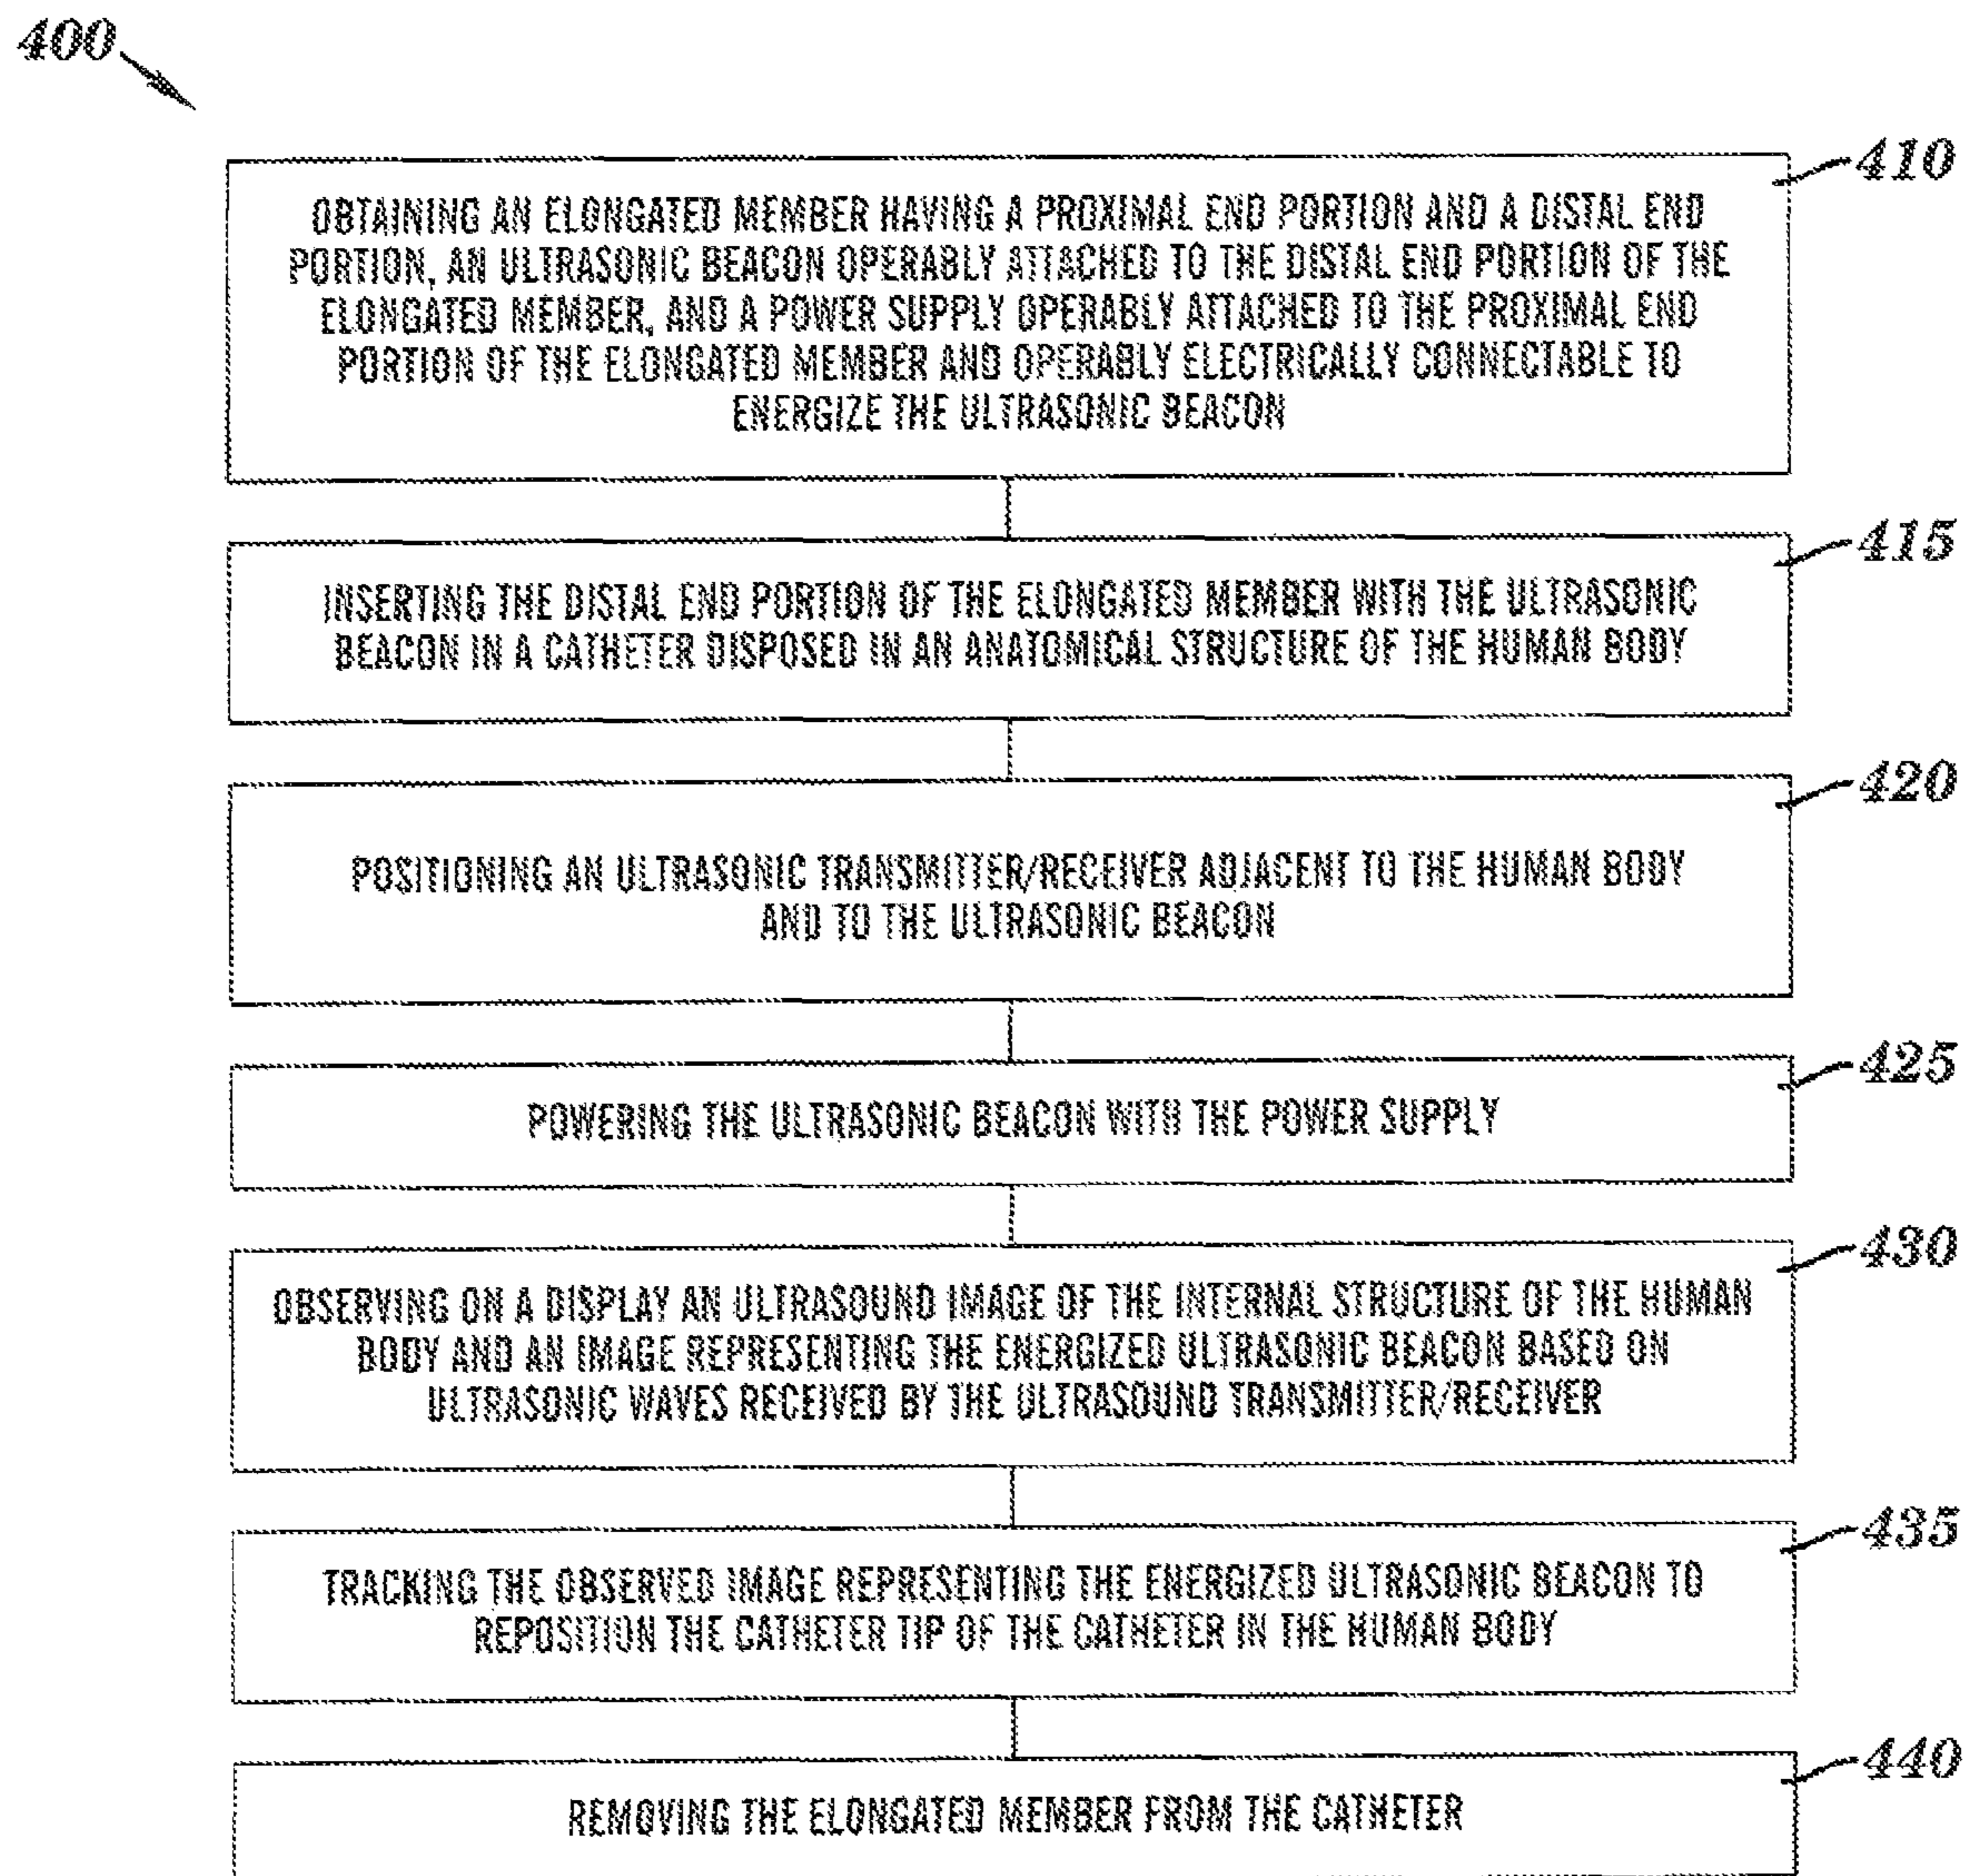 400
410
OBTAINING AN ELONGATED MEMBER HAVING A PROXIMAL END PORTION AND A DISTAL END
PORTION, AN ULTRASONIC BEACON OPERABLY ATTACHED TO THE DISTAL END PORTION OF THE
ELONGATED MEMBER, AND A POWER SUPPLY OPERABLY ATTACHED TO THE PROXIMAL END
PORTION OF THE ELONGATED MEMBER AND OPERABLY ELECTRICALLY CONNECTABLE TO
ENERGIZE THE ULTRASONIC BEACON
415
INSERTING THE DISTAL END PORTION OF THE ELONGATED MEMBER WITH THE ULTRASONIC
BEACON IN A CATHETER DISPOSED IN AN ANATOMICAL STRUCTURE OF THE HUMAN BODY
420
POSITIONING AN ULTRASONIC TRANSMITTER/RECEIVER ADJACENT TO THE HUMAN BODY
AND TO THE ULTRASONIC BEACON
425
POWERING THE ULTRASONIC BEACON WITH THE POWER SUPPLY
430
OBSERVING ON A DISPLAY AN ULTRASOUND IMAGE OF THE INTERNAL STRUCTURE OF THE HUMAN
BODY AND AN IMAGE REPRESENTING THE ENERGIZED ULTRASONIC BEACON BASED ON
ULTRASONIC WAVES RECEIVED BY THE ULTRASOUND TRANSMITTER/RECEIVER
435
TRACKING THE OBSERVED IMAGE REPRESENTING THE ENERGIZED ULTRASONIC BEACON TO
REPOSITION THE CATHETER TIP OF THE CATHETER IN THE HUMAN BODY
440
REMOVING THE ELONGATED MEMBER FROM THE CATHETER